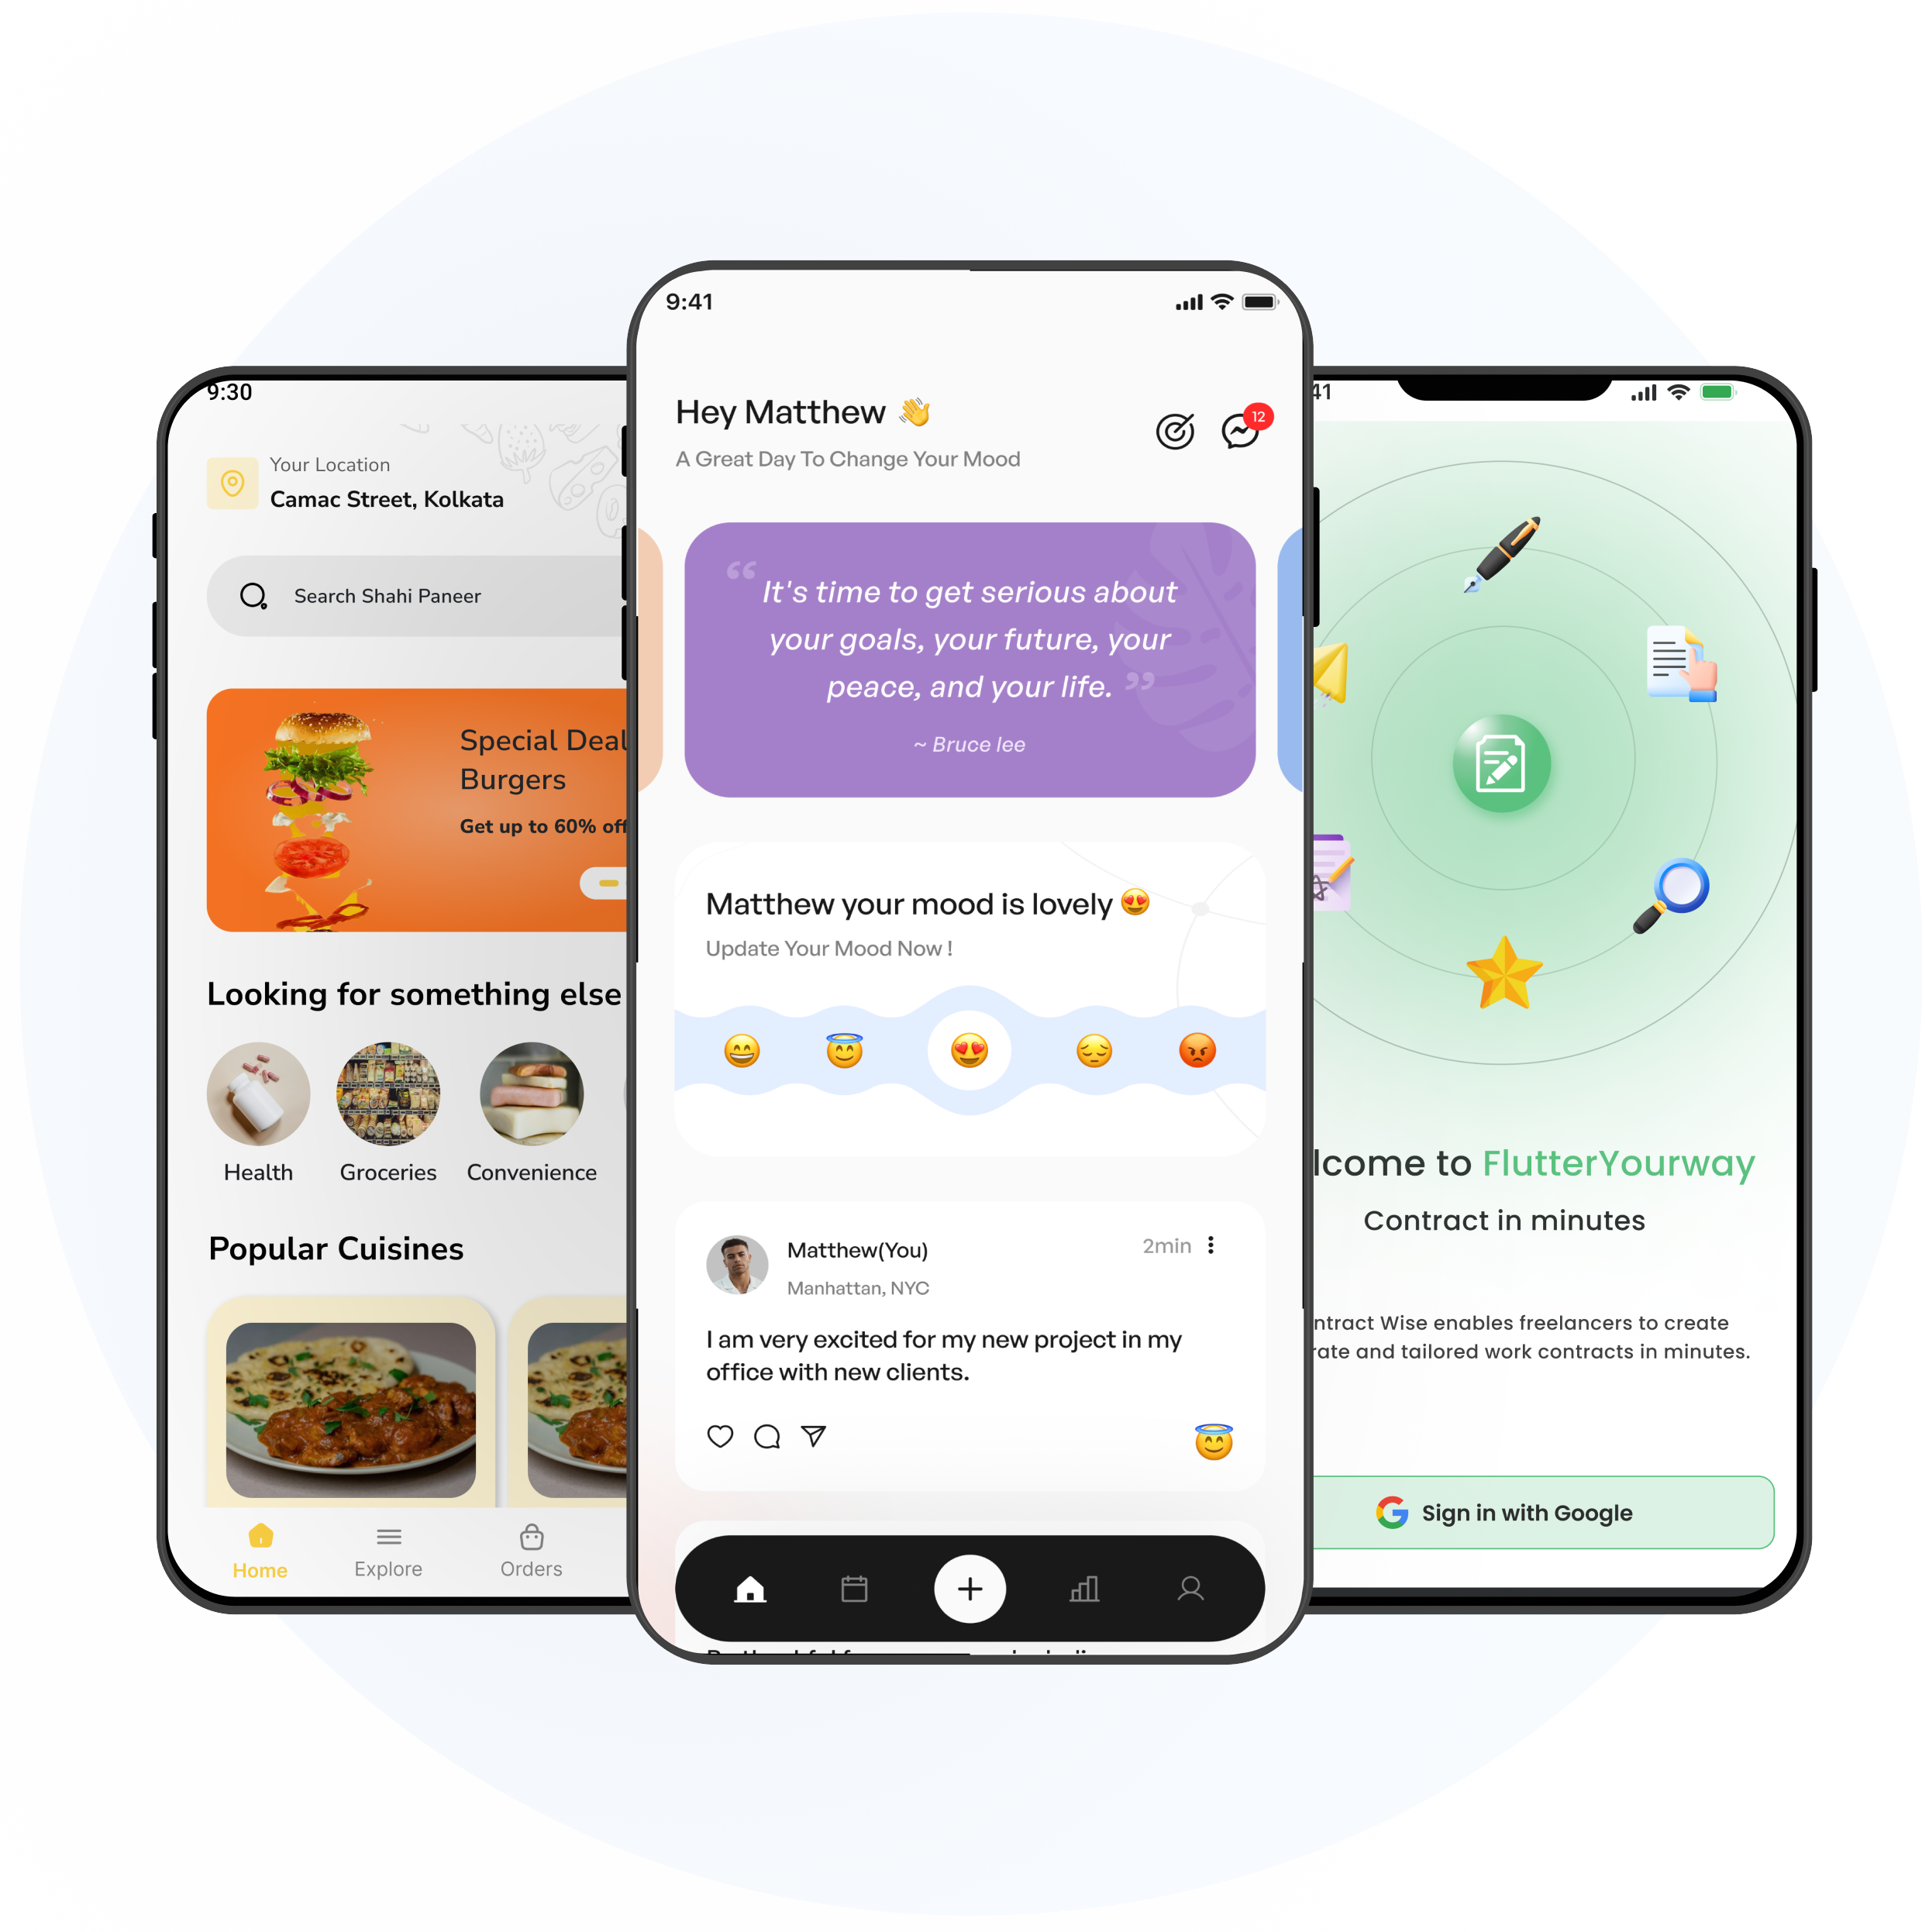 9:30
Your Location
Camac Street, Kolkata
Search Shahi Paneer
Special Deal
Burgers
Get up to 60% off
Looking for something else
Health
Groceries
Convenience
Popular Cuisines
Home
Explore
Orders
9:41
Hey Matthew 👋
A Great Day To Change Your Mood
12
“ It's time to get serious about
your goals, your future, your
peace, and your life. ”
~ Bruce lee
Matthew your mood is lovely 😍
Update Your Mood Now !
Matthew(You)
2min
Manhattan, NYC
I am very excited for my new project in my
office with new clients.
41
lcome to FlutterYourway
Contract in minutes
ntract Wise enables freelancers to create
rate and tailored work contracts in minutes.
Sign in with Google